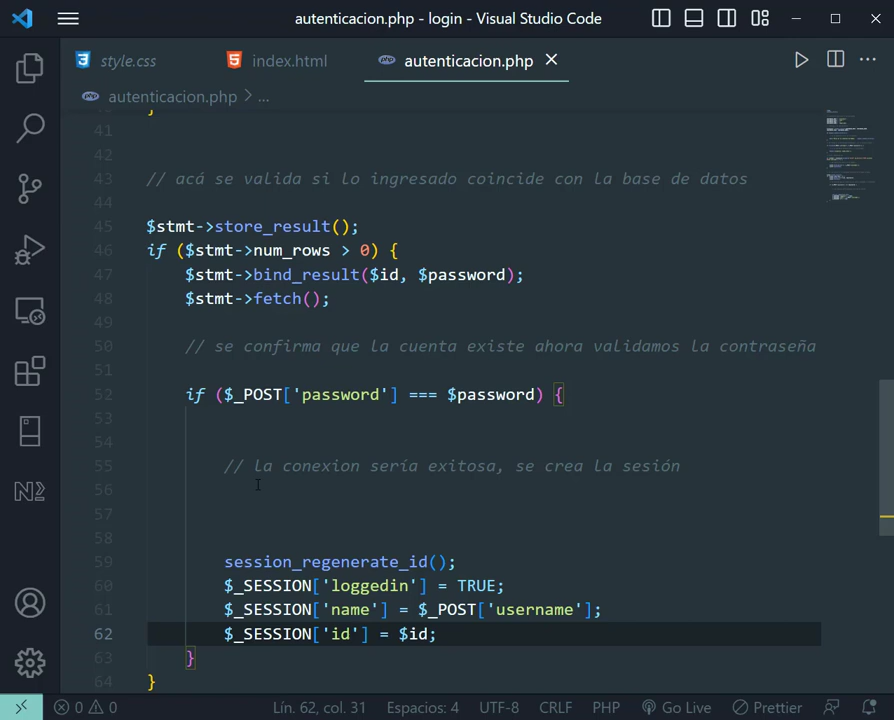 autenticacion.php - login - Visual Studio Code
style.css
index.html
autenticacion.php
autenticacion.php > ...
41
42
43 // acá se valida si lo ingresado coincide con la base de datos
44
45 $stmt->store_result();
46 if ($stmt->num_rows > 0) {
47 $stmt->bind_result($id, $password);
48 $stmt->fetch();
49
50 // se confirma que la cuenta existe ahora validamos la contraseña
51
52 if ($_POST['password'] === $password) {
53
54
55 // la conexion sería exitosa, se crea la sesión
56
57
58
59 session_regenerate_id();
60 $_SESSION['loggedin'] = TRUE;
61 $_SESSION['name'] = $_POST['username'];
62 $_SESSION['id'] = $id;
63 }
64 }
0 0 Lín. 62, col. 31 Espacios: 4 UTF-8 CRLF PHP Go Live Prettier